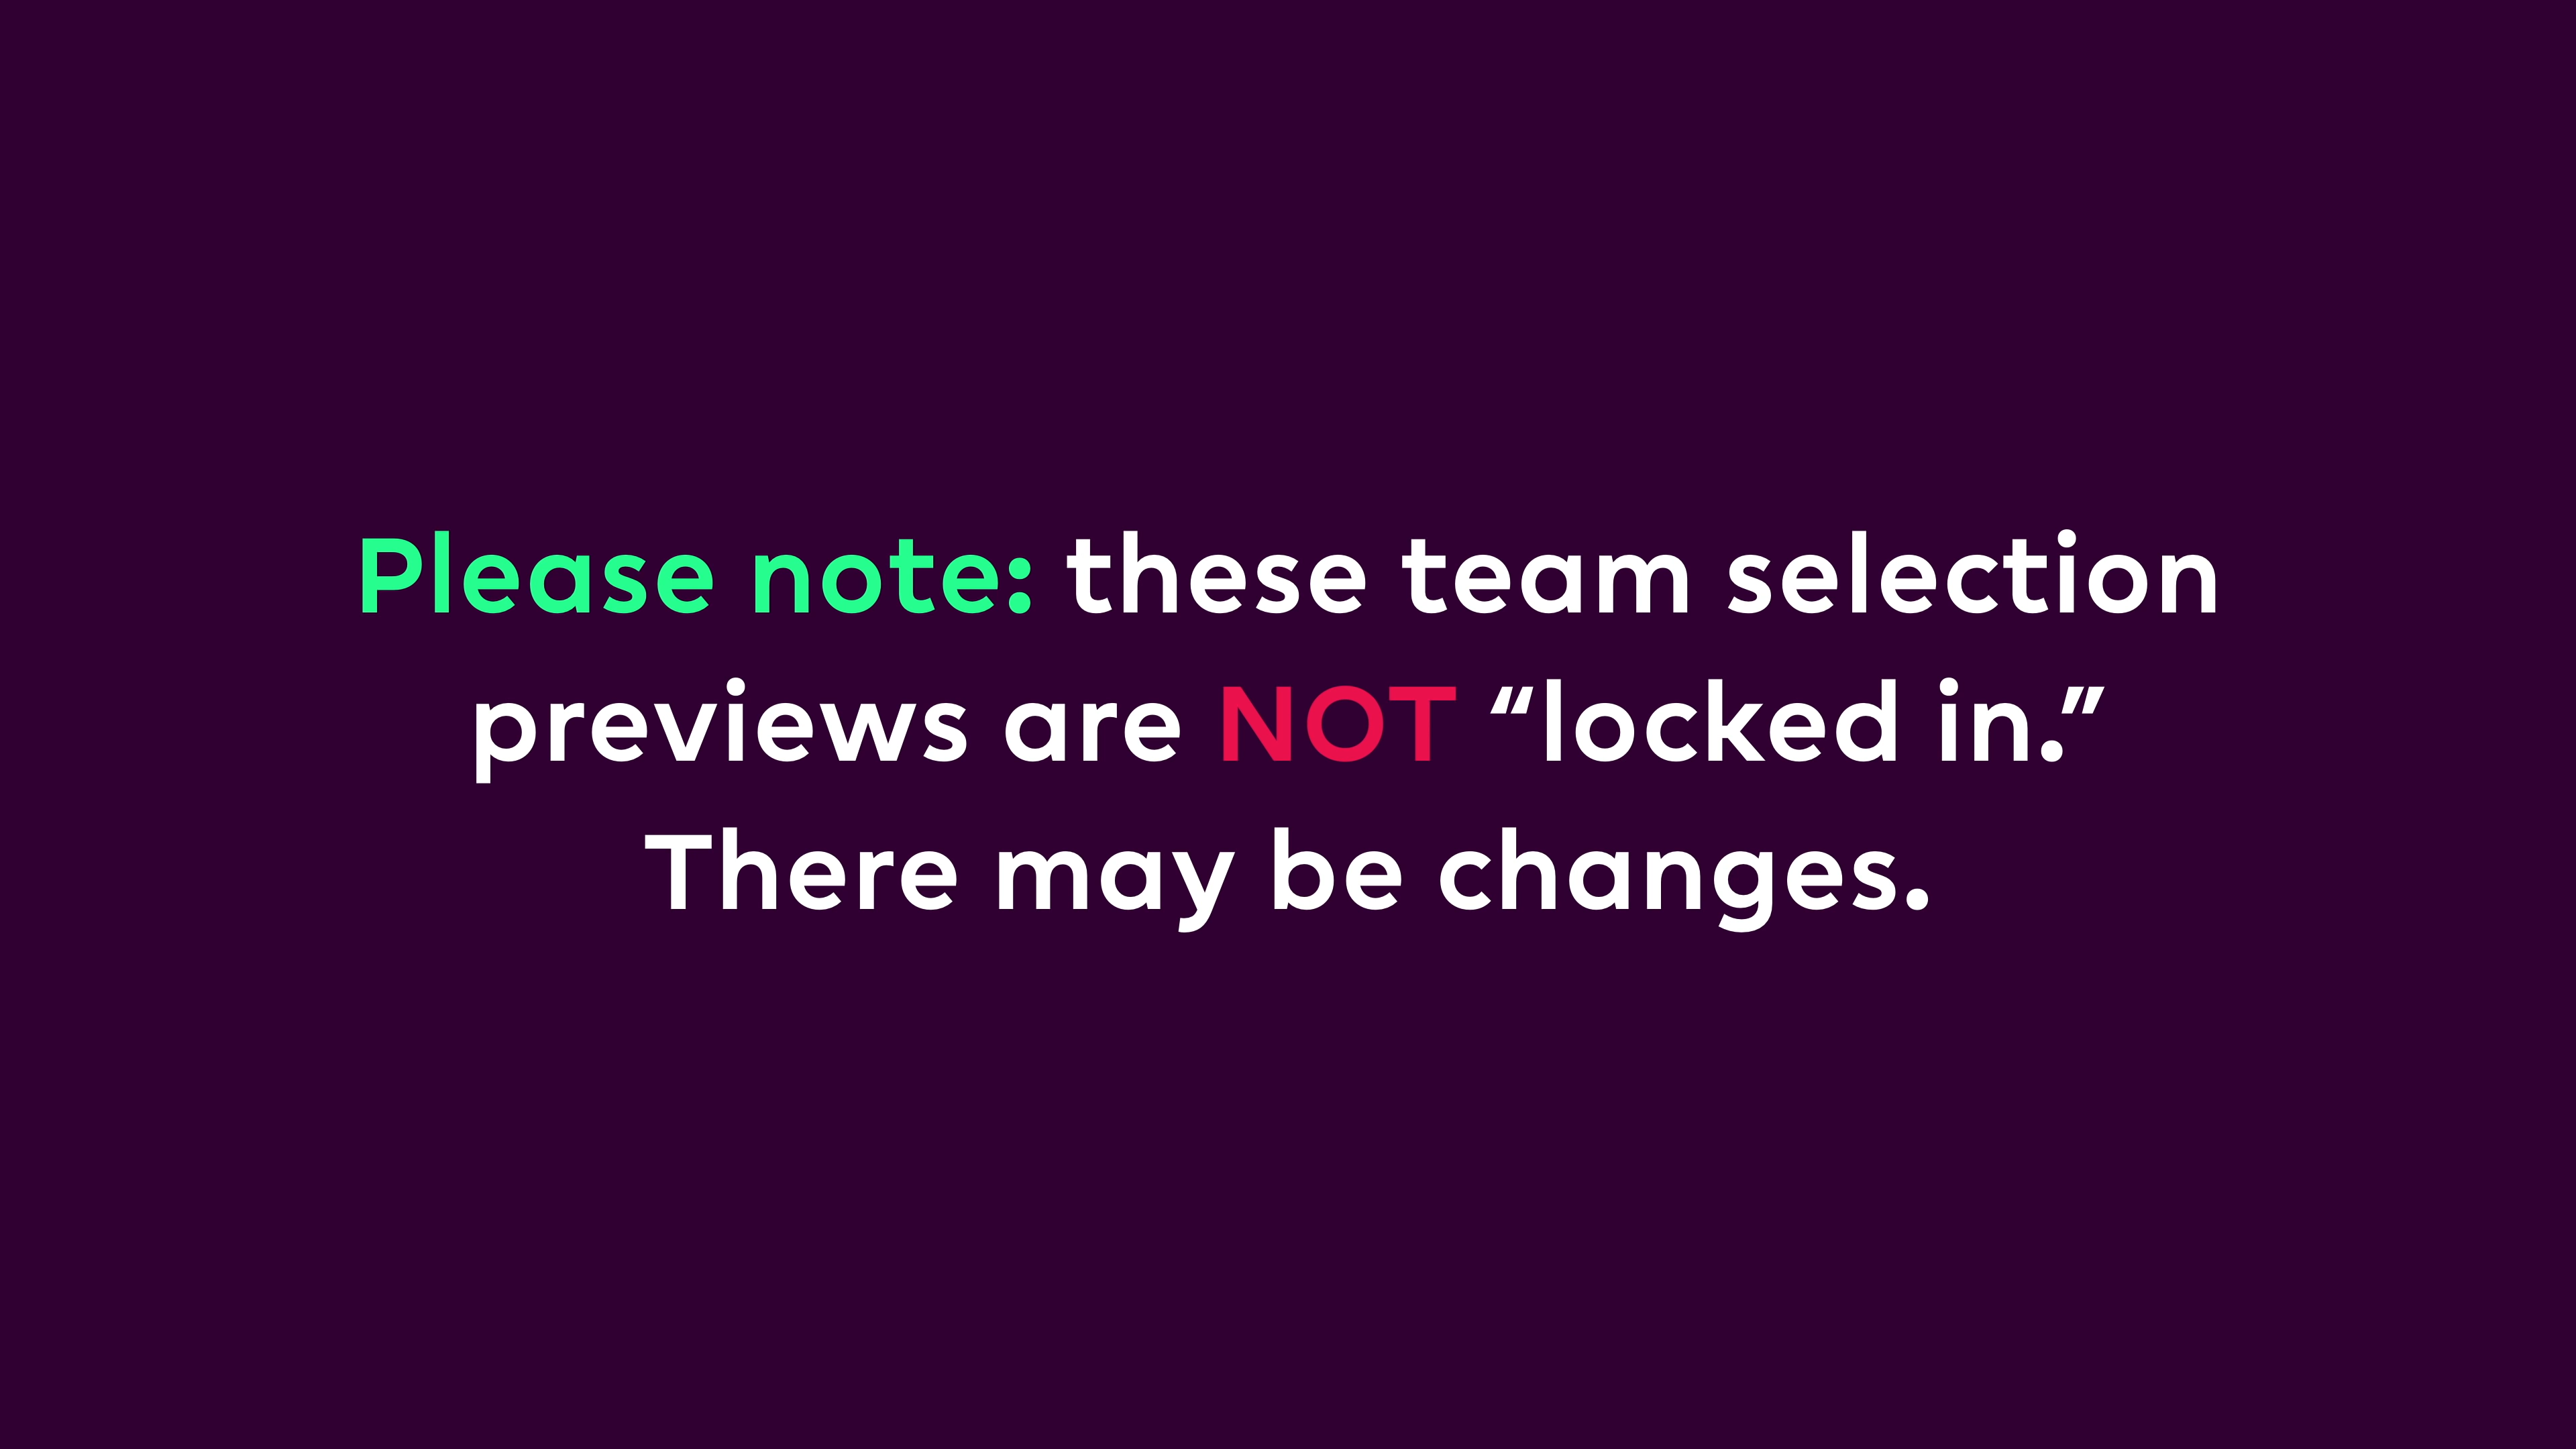 Please note: these team selection
previews are NOT “locked in.”
There may be changes.